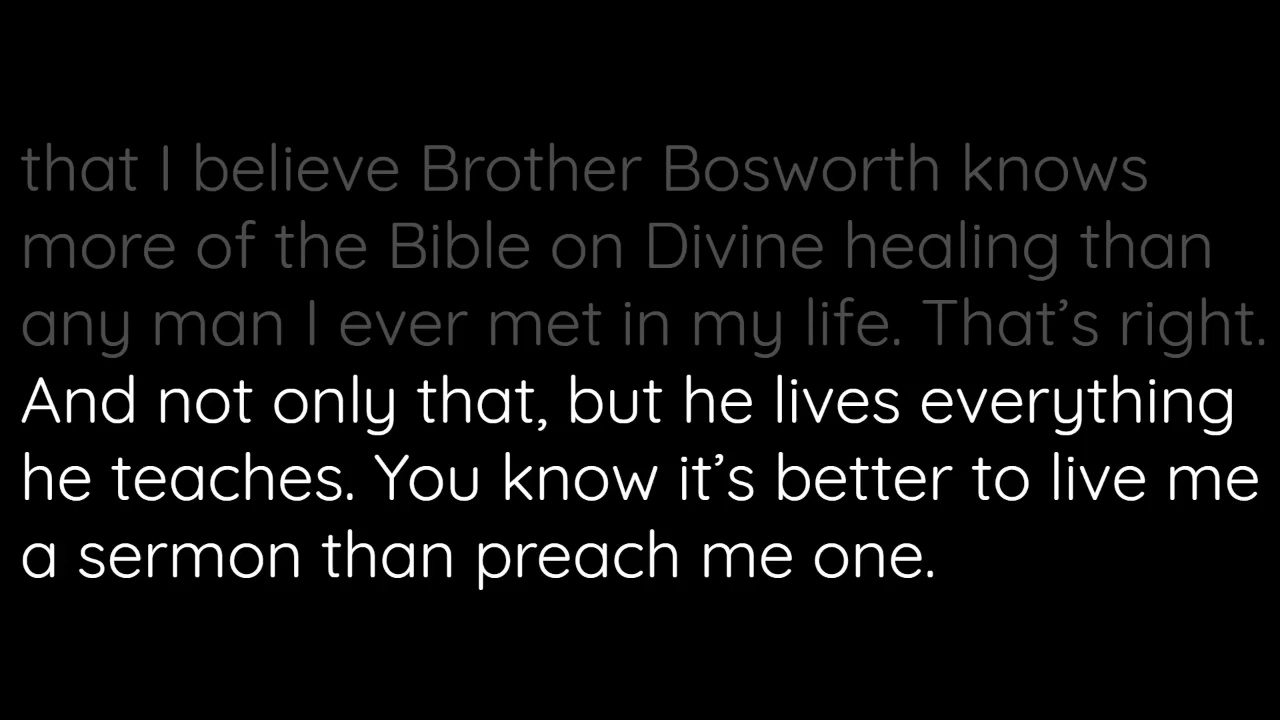 that I believe Brother Bosworth knows
more of the Bible on Divine healing than
any man I ever met in my life. That’s right.
And not only that, but he lives everything
he teaches. You know it’s better to live me
a sermon than preach me one.